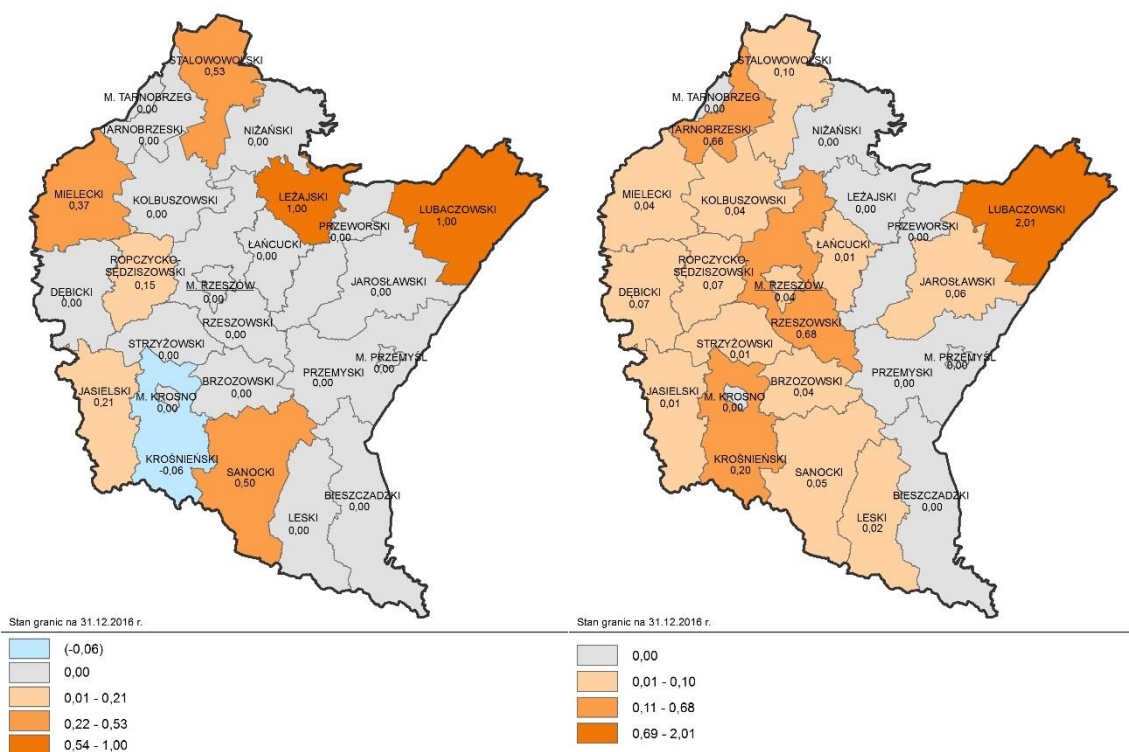 STALOWOWOLSKI
0,53
M. TARNOBRZEG
0,00
TARNOBRZESKI
0,00
NIŻAŃSKI
0,00
MIELECKI
0,37
KOLBUSZOWSKI
0,00
LEŻAJSKI
1,00
LUBACZOWSKI
1,00
PRZEWORSKI
0,00
ŁAŃCUCKI
0,00
ROPCZYCKO-
SĘDZISZOWSKI
0,15
DĘBICKI
0,00
M. RZESZÓW
0,00
JAROSŁAWSKI
0,00
RZESZOWSKI
0,00
STRZYŻOWSKI
0,00
M. PRZEMYŚL
0,00
PRZEMYSKI
0,00
JASIELSKI
0,21
M. KROSNO
0,00
BRZOZOWSKI
0,00
KROŚNIEŃSKI
-0,06
SANOCKI
0,50
BIESZCZADZKI
0,00
LESKI
0,00
Stan granic na 31.12.2016 r.
(-0,06)
0,00
0,01 - 0,21
0,22 - 0,53
0,54 - 1,00
STALOWOWOLSKI
0,10
M. TARNOBRZEG
0,00
TARNOBRZESKI
0,66
NIŻAŃSKI
0,00
MIELECKI
0,04
KOLBUSZOWSKI
0,04
LEŻAJSKI
0,00
LUBACZOWSKI
2,01
PRZEWORSKI
0,00
ŁAŃCUCKI
0,01
ROPCZYCKO-
SĘDZISZOWSKI
0,07
DĘBICKI
0,07
M. RZESZÓW
0,04
JAROSŁAWSKI
0,06
RZESZOWSKI
0,68
STRZYŻOWSKI
0,01
M. PRZEMYŚL
0,00
PRZEMYSKI
0,00
JASIELSKI
0,01
M. KROSNO
0,00
BRZOZOWSKI
0,04
KROŚNIEŃSKI
0,20
SANOCKI
0,05
BIESZCZADZKI
0,00
LESKI
0,02
Stan granic na 31.12.2016 r.
0,00
0,01 - 0,10
0,11 - 0,68
0,69 - 2,01